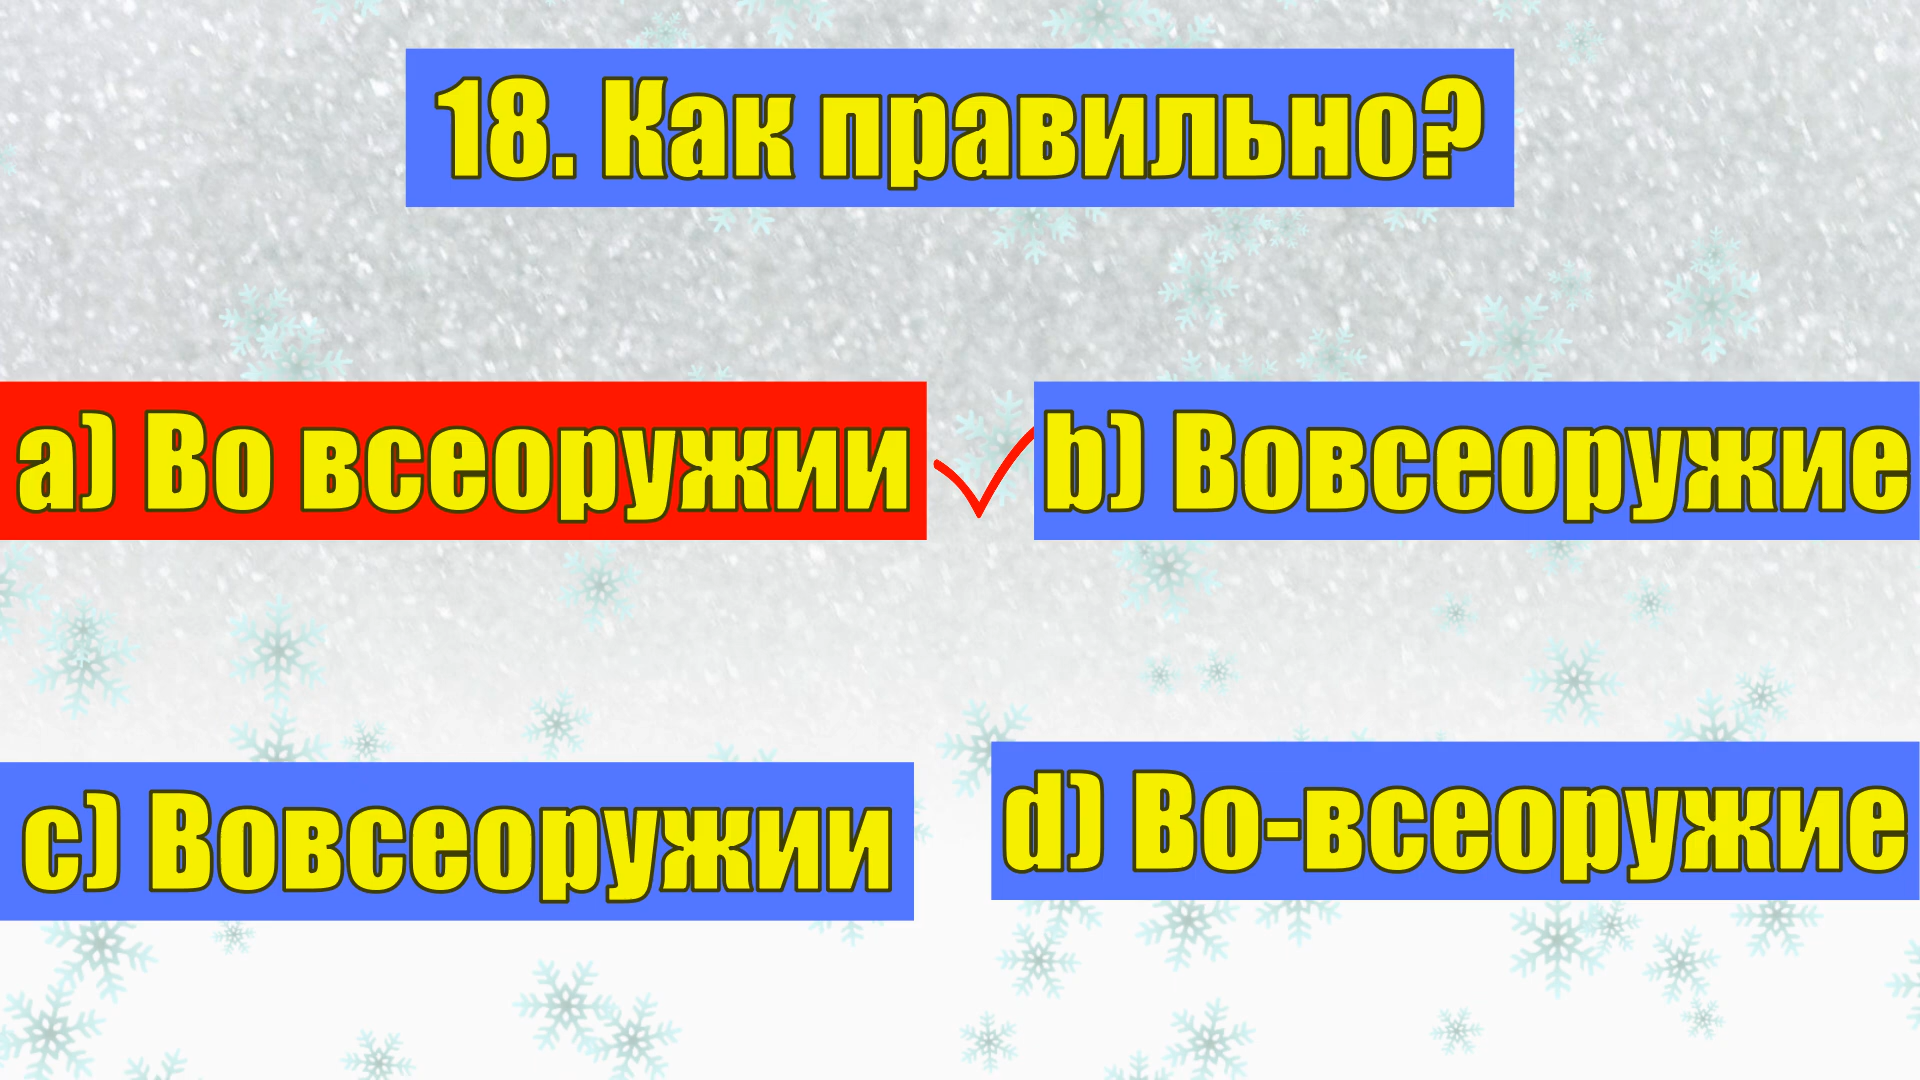 18. Как правильно?
a) Во всеоружии
b) Вовсеоружие
c) Вовсеоружии
d) Во-всеоружие